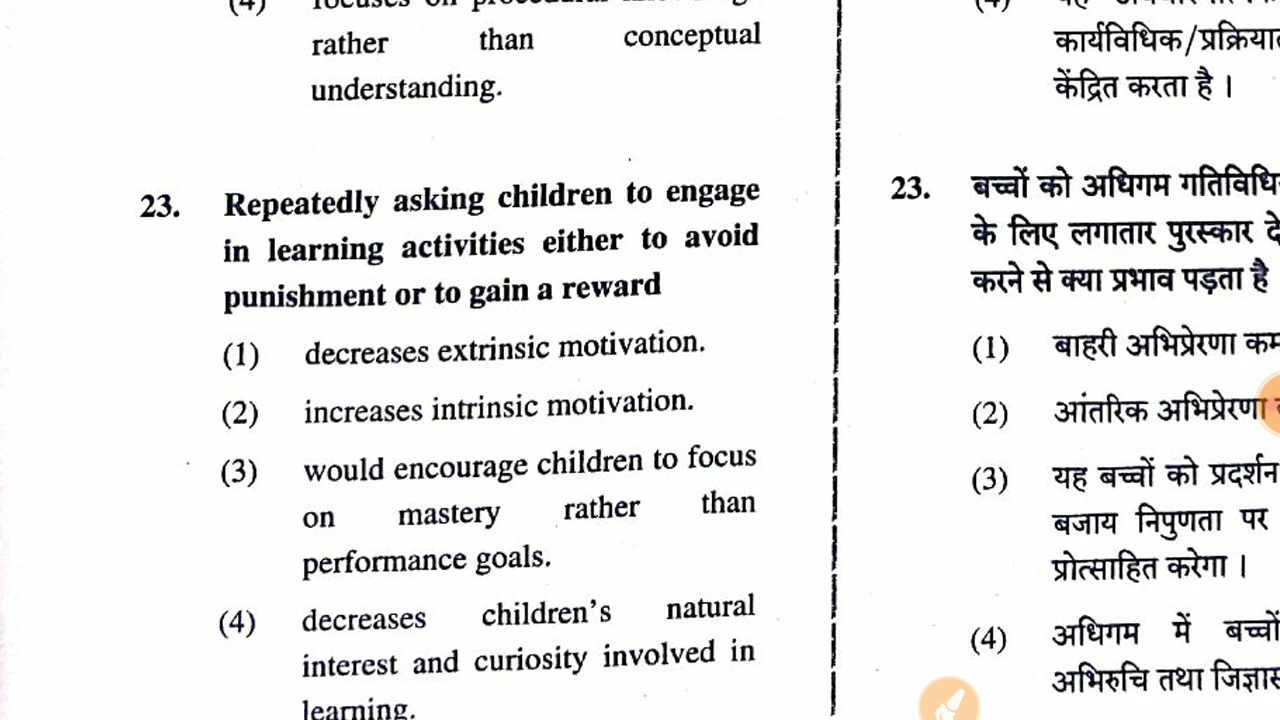 rather than conceptual
understanding.
23. Repeatedly asking children to engage
in learning activities either to avoid
punishment or to gain a reward
(1) decreases extrinsic motivation.
(2) increases intrinsic motivation.
(3) would encourage children to focus
on mastery rather than
performance goals.
(4) decreases children's natural
interest and curiosity involved in
learning.
केंद्रित करता है ।
23. बच्चों को अधिगम
के लिए लगातार पुरस्कार
करने से क्या प्रभाव पड़ता है
(1) बाहरी अभिप्रेरणा
(2) आंतरिक अभिप्रेरणा
(3) यह बच्चों को प्रदर्शन
बजाय निपुणता पर
प्रोत्साहित करेगा ।
(4) अधिगम में बच्चों
अभिरुचि तथा